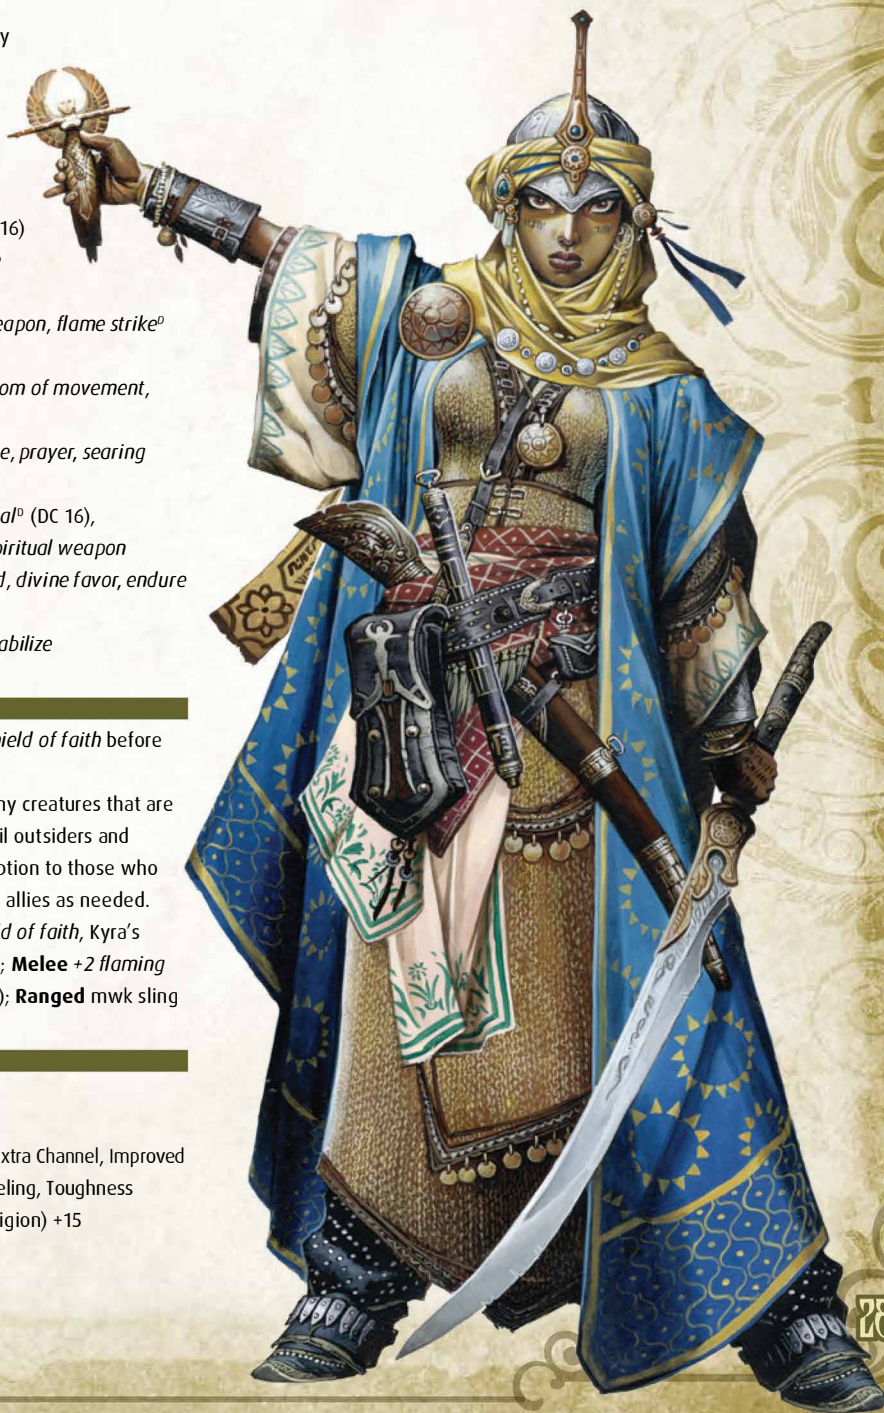 y
16)
eapon, flame strikeᴰ
om of movement,
e, prayer, searing
alᴰ (DC 16),
piritual weapon
d, divine favor, endure
abilize
ield of faith before
ny creatures that are
il outsiders and
ption to those who
allies as needed.
d of faith, Kyra's
; Melee +2 flaming
); Ranged mwk sling
xtra Channel, Improved
eling, Toughness
igion) +15